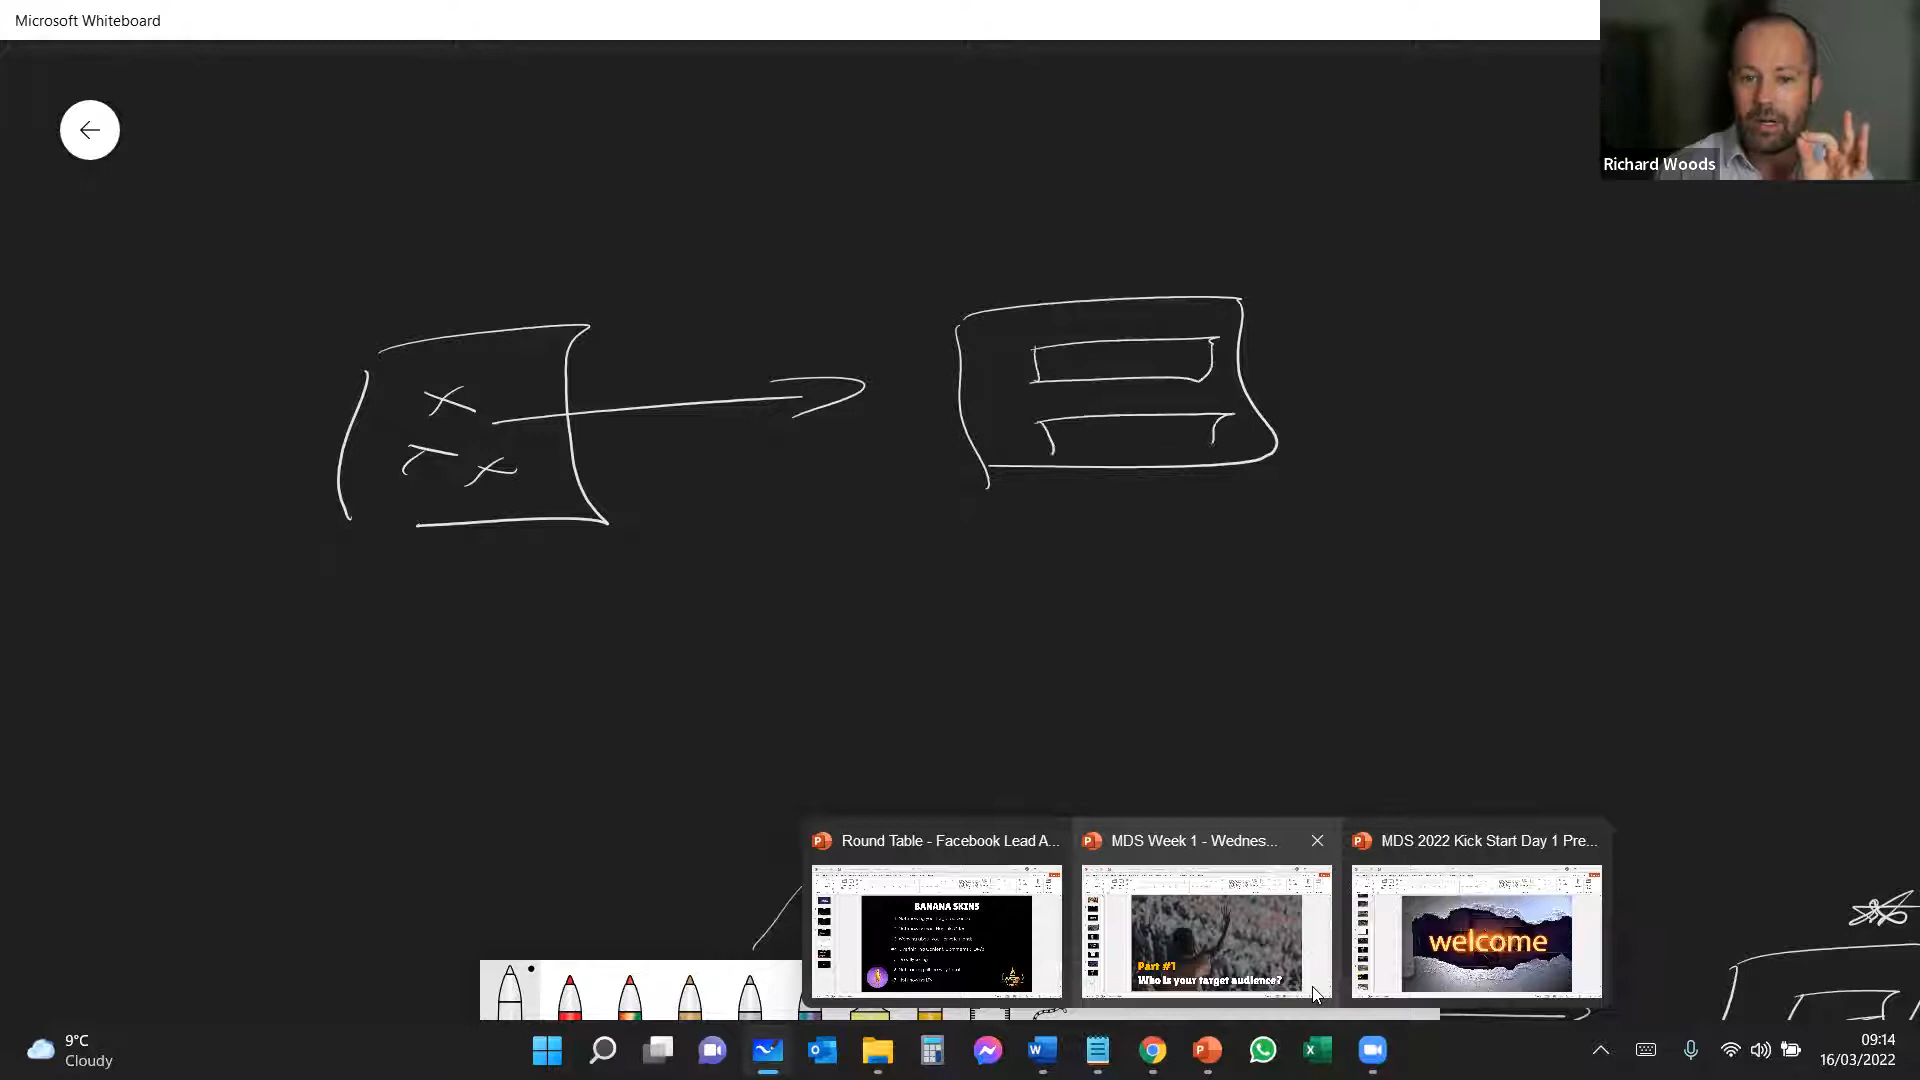 Microsoft Whiteboard
Richard Woods
Round Table - Facebook Lead A...
MDS Week 1 - Wednes...
MDS 2022 Kick Start Day 1 Pre...
BANANA SKINS
Part #1
Who is your target audience?
welcome
9°C
Cloudy
09:14
16/03/2022